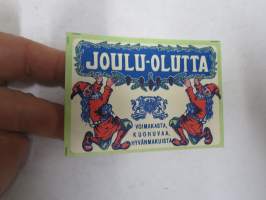 JOULU-OLUTTA
VOIMAKASTA,
KUOHUVAA,
HYVÄNMAKUISTA